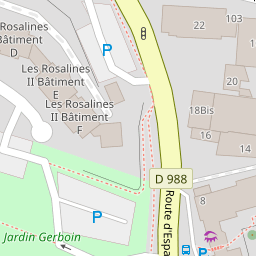 Rosalines
Bâtiment
D
Les Rosalines
II Bâtiment
E
Les Rosalines
II Bâtiment
F
P
22
103
20
18Bis
16
14
D 988
8
Route d'Espa
P
Jardin Gerboin